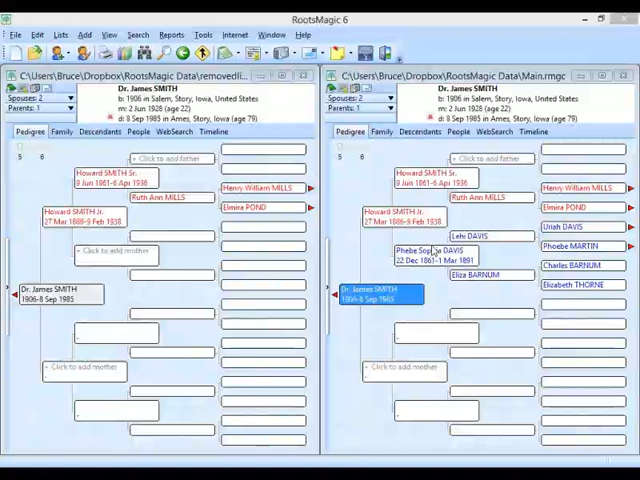 RootsMagic 6
File Edit Lists Add View Search Reports Tools Internet Window Help
C:\Users\Bruce\Dropbox\RootsMagic Data\removedli...
Dr. James SMITH
b: 1906 in Salem, Story, Iowa, United States
m: 2 Jun 1928 (age 22)
d: 8 Sep 1985 in Ames, Story, Iowa (age 79)
Spouses: 2
Parents: 1
Pedigree Family Descendants People WebSearch Timeline
5 6
+ Click to add father
Howard SMITH Sr.
9 Jun 1861-6 Apr 1936
Henry William MILLS
Ruth Ann MILLS
Elmira POND
Howard SMITH Jr.
27 Mar 1886-9 Feb 1938
+ Click to add mother
Dr. James SMITH
1906-8 Sep 1985
+ Click to add mother
C:\Users\Bruce\Dropbox\RootsMagic Data\Main.rmgc
Dr. James SMITH
b: 1906 in Salem, Story, Iowa, United States
m: 2 Jun 1928 (age 22)
d: 8 Sep 1985 in Ames, Story, Iowa (age 79)
Spouses: 2
Parents: 1
Pedigree Family Descendants People WebSearch Timeline
5 6
+ Click to add father
Howard SMITH Sr.
9 Jun 1861-6 Apr 1936
Henry William MILLS
Ruth Ann MILLS
Elmira POND
Howard SMITH Jr.
27 Mar 1886-9 Feb 1938
Uriah DAVIS
Lehi DAVIS
Phebe DAVIS
22 Dec 1861-1 Mar 1891
Phoebe MARTIN
Charles BARNUM
Eliza BARNUM
Elizabeth THORNE
Dr. James SMITH
1906-8 Sep 1985
+ Click to add mother